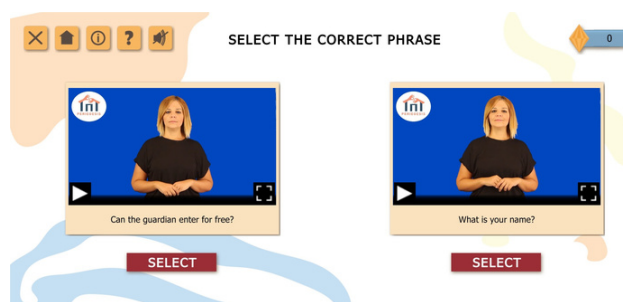 SELECT THE CORRECT PHRASE
0
Can the guardian enter for free?
What is your name?
SELECT
SELECT